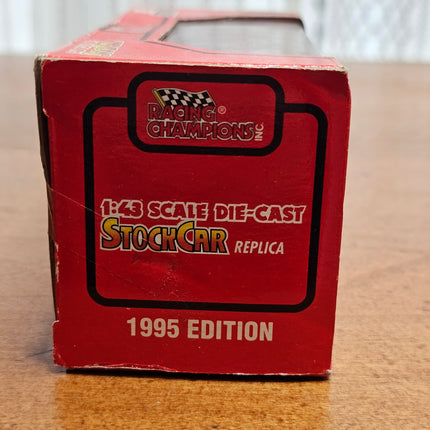 RACING®
CHAMPIONS INC.
1:43 SCALE DIE-CAST
STOCKCAR REPLICA
1995 EDITION